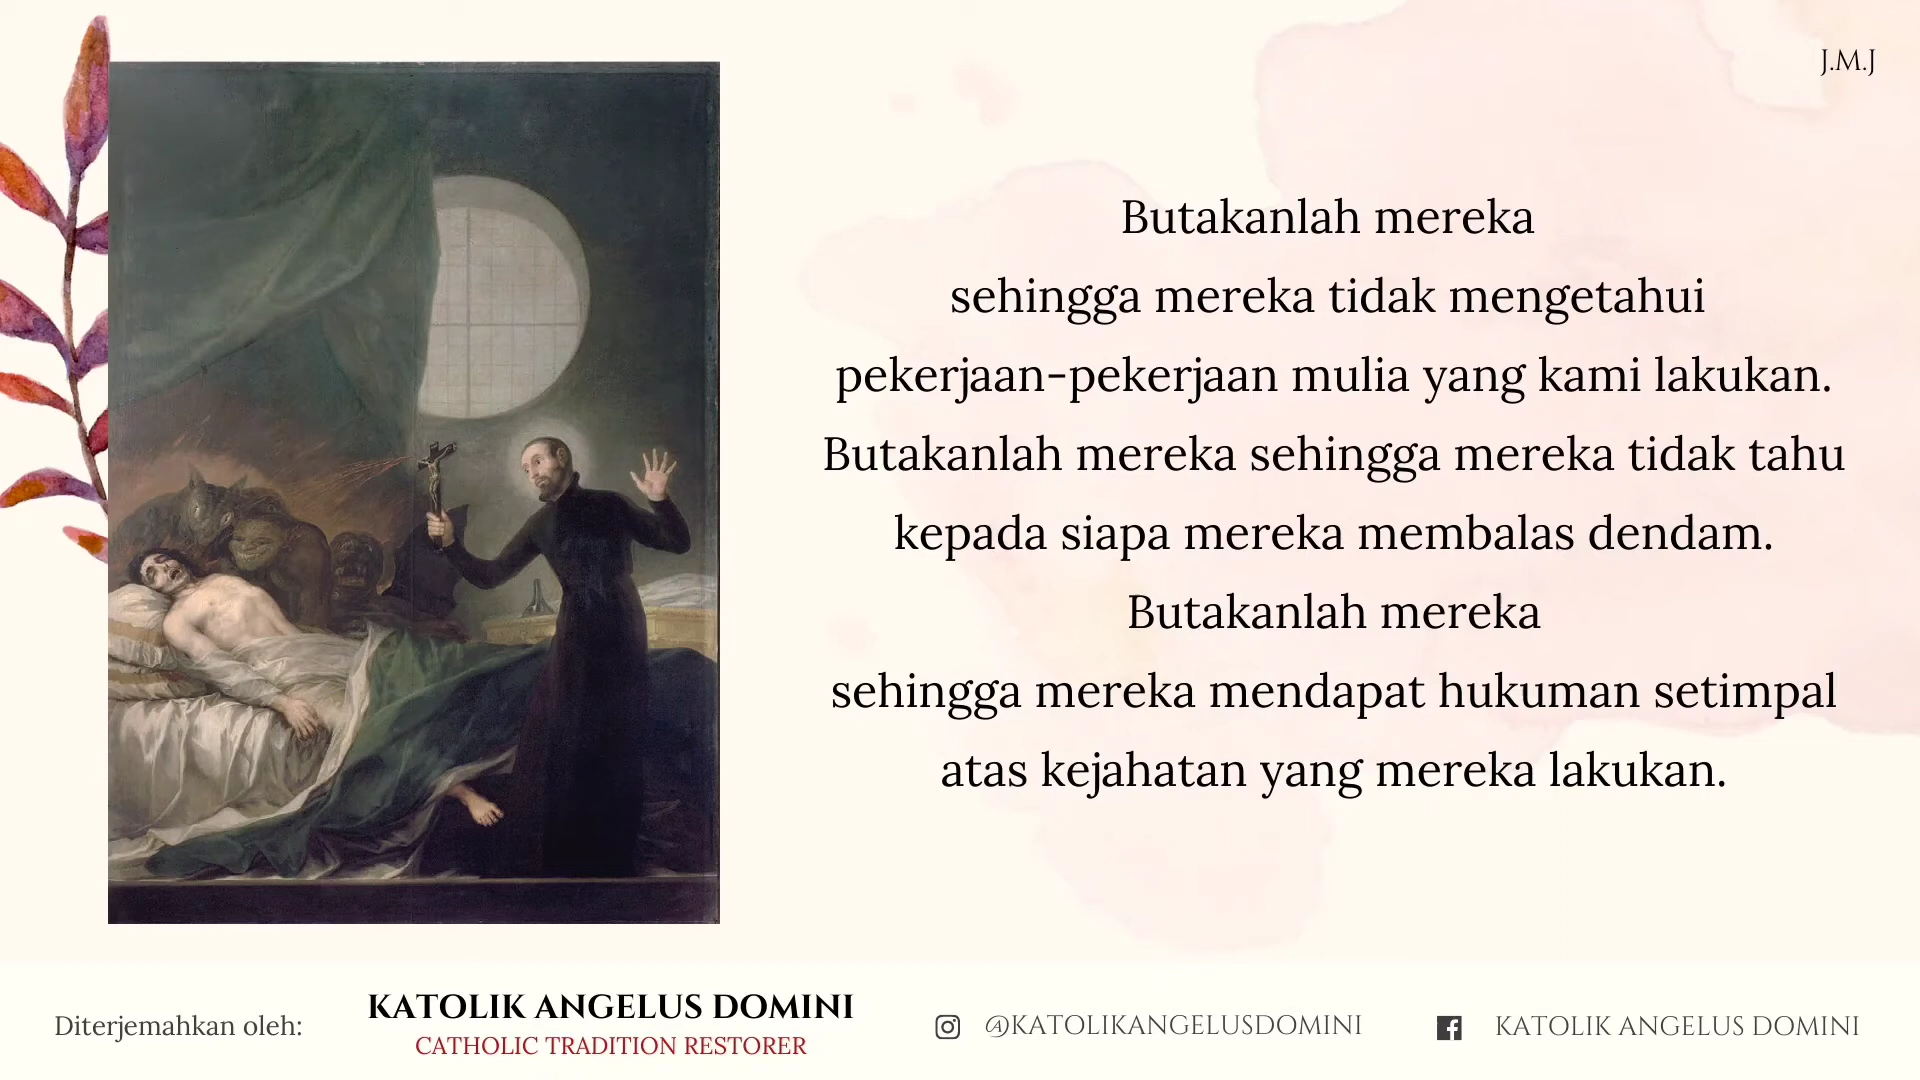 J.M.J
Butakanlah mereka
sehingga mereka tidak mengetahui
pekerjaan-pekerjaan mulia yang kami lakukan.
Butakanlah mereka sehingga mereka tidak tahu
kepada siapa mereka membalas dendam.
Butakanlah mereka
sehingga mereka mendapat hukuman setimpal
atas kejahatan yang mereka lakukan.
Diterjemahkan oleh:
KATOLIK ANGELUS DOMINI
CATHOLIC TRADITION RESTORER
@KATOLIKANGELUSDOMINI
KATOLIK ANGELUS DOMINI